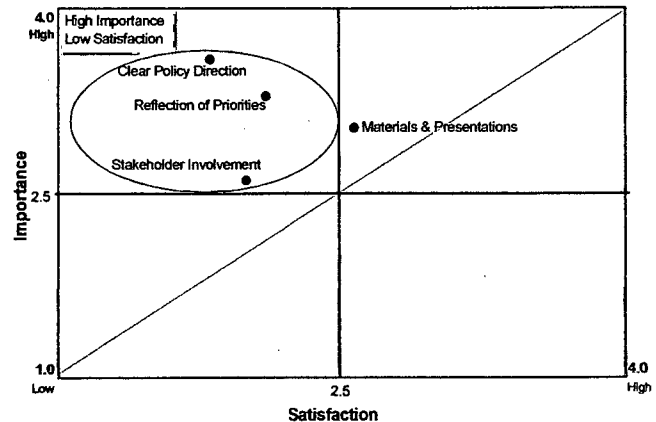 4.0
High
High Importance
Low Satisfaction
Clear Policy Direction
Reflection of Priorities
Materials & Presentations
Stakeholder Involvement
Importance
2.5
1.0
Low
2.5
4.0
High
Satisfaction